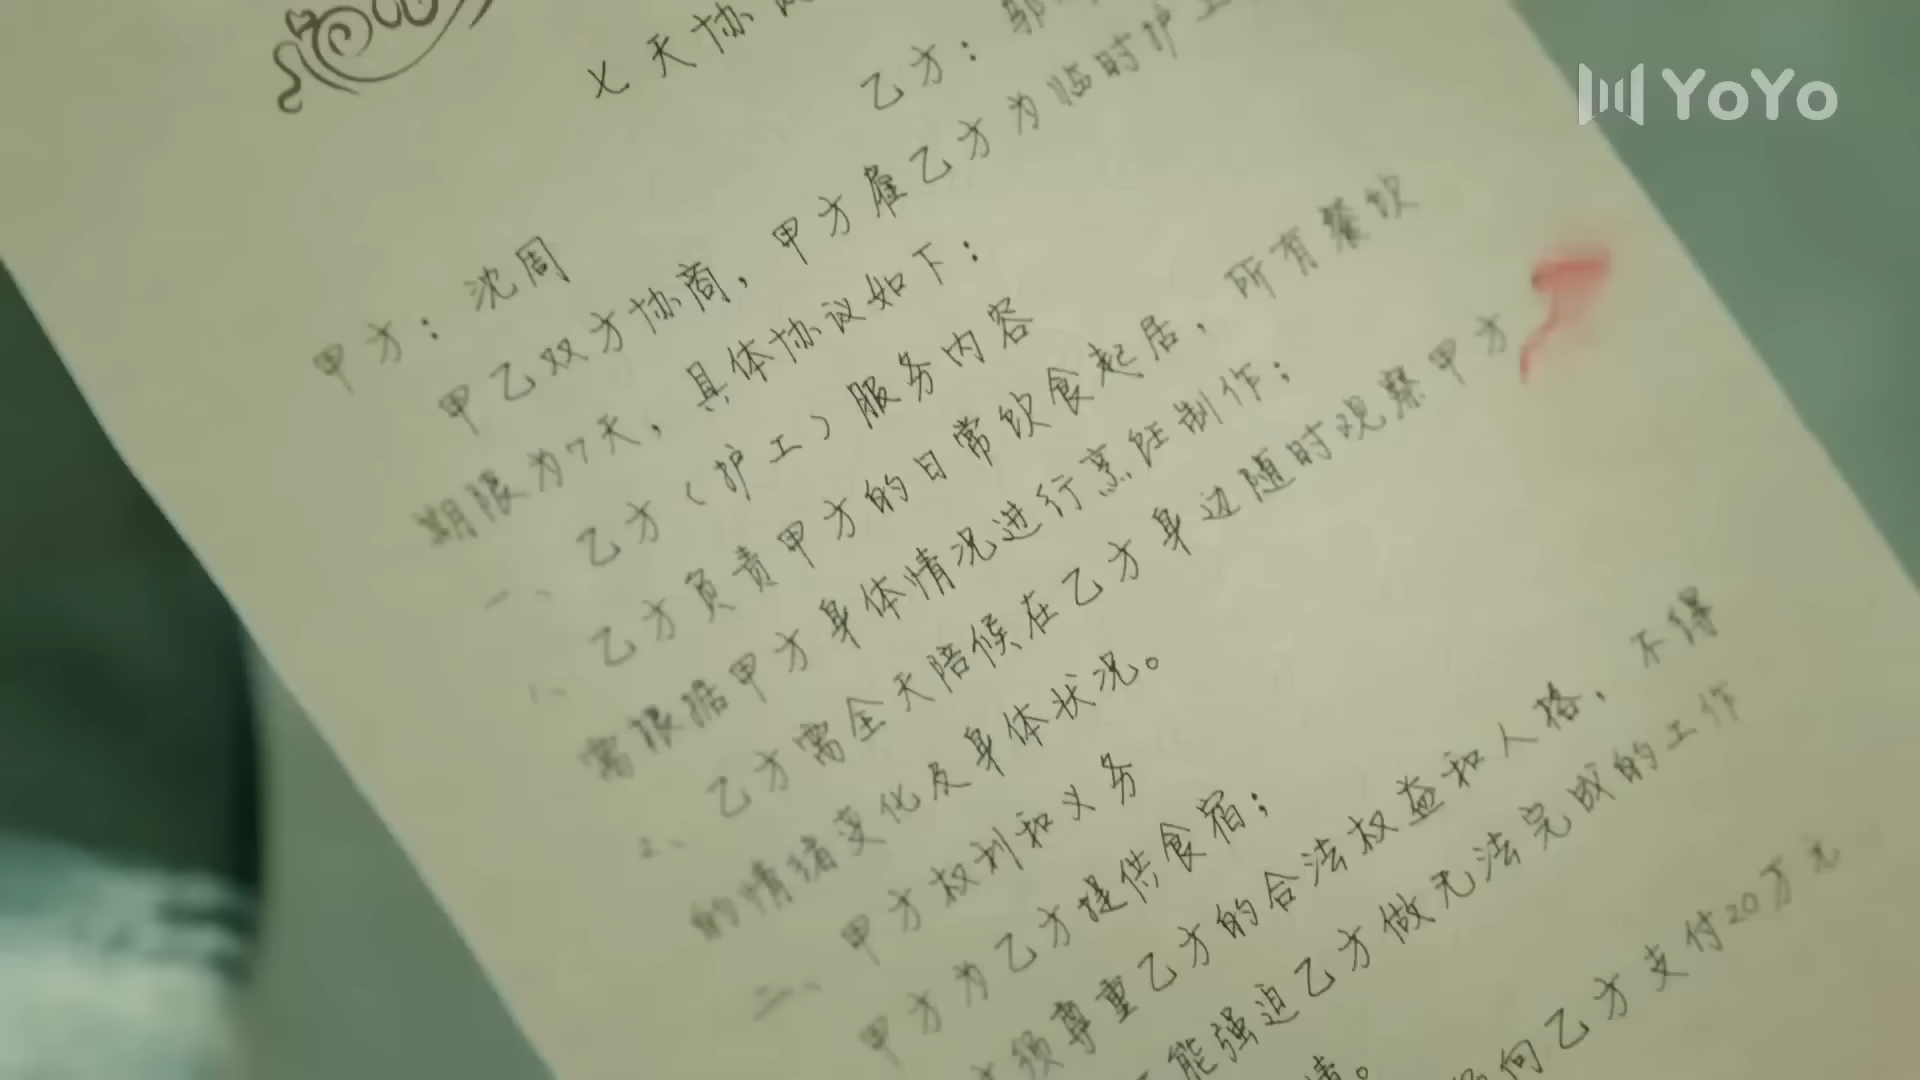 YoYo
七天协议
乙方：郭
甲方：沈周
甲乙双方协商，甲方雇乙方为临时护工
期限为7天，具体协议如下：
一、乙方（护工）服务内容
1、乙方负责甲方的日常饮食起居，所有餐饮
需根据甲方身体情况进行烹饪制作；
2、乙方需全天陪候在乙方身边随时观察甲方
的情绪变化及身体状况。
二、甲方权利和义务
甲方为乙方提供食宿；
须尊重乙方的合法权益和人格，不得
能强迫乙方做无法完成的工作
情。
向乙方支付20万元